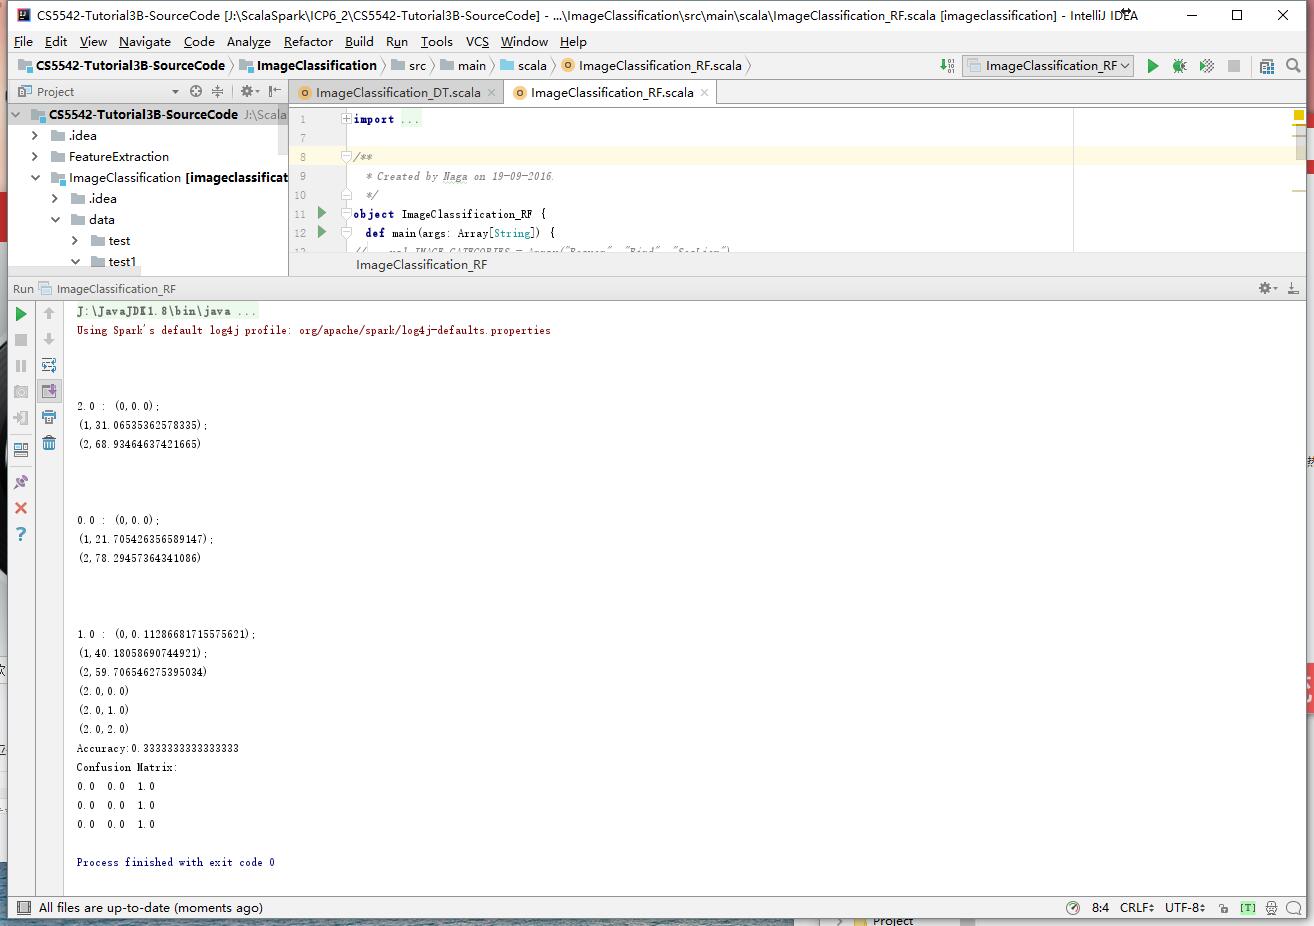 CS5542-Tutorial3B-SourceCode [J:\ScalaSpark\ICP6_2\CS5542-Tutorial3B-SourceCode] - ...\ImageClassification\src\main\scala\ImageClassification_RF.scala [imageclassification] - IntelliJ IDEA
File Edit View Navigate Code Analyze Refactor Build Run Tools VCS Window Help
CS5542-Tutorial3B-SourceCode ImageClassification src main scala ImageClassification_RF.scala ImageClassification_RF
Project
ImageClassification_DT.scala ImageClassification_RF.scala
CS5542-Tutorial3B-SourceCode J:\Scala
.idea
FeatureExtraction
ImageClassification [imageclassificat
.idea
data
test
test1
1 import ...
7
8 /**
9 * Created by Naga on 19-09-2016.
10 */
11 object ImageClassification_RF {
12 def main(args: Array[String]) {
ImageClassification_RF
Run ImageClassification_RF
J:\JavaJDK1.8\bin\java ...
Using Spark's default log4j profile: org/apache/spark/log4j-defaults.properties
2.0 : (0,0.0);
(1,31.06535362578335);
(2,68.93464637421665)
0.0 : (0,0.0);
(1,21.705426356589147);
(2,78.29457364341086)
1.0 : (0,0.11286681715575621);
(1,40.18058690744921);
(2,59.706546275395034)
(2.0,0.0)
(2.0,1.0)
(2.0,2.0)
Accuracy:0.3333333333333333
Confusion Matrix:
0.0 0.0 1.0
0.0 0.0 1.0
0.0 0.0 1.0
Process finished with exit code 0
All files are up-to-date (moments ago)
8:4 CRLF UTF-8 [T]
Project